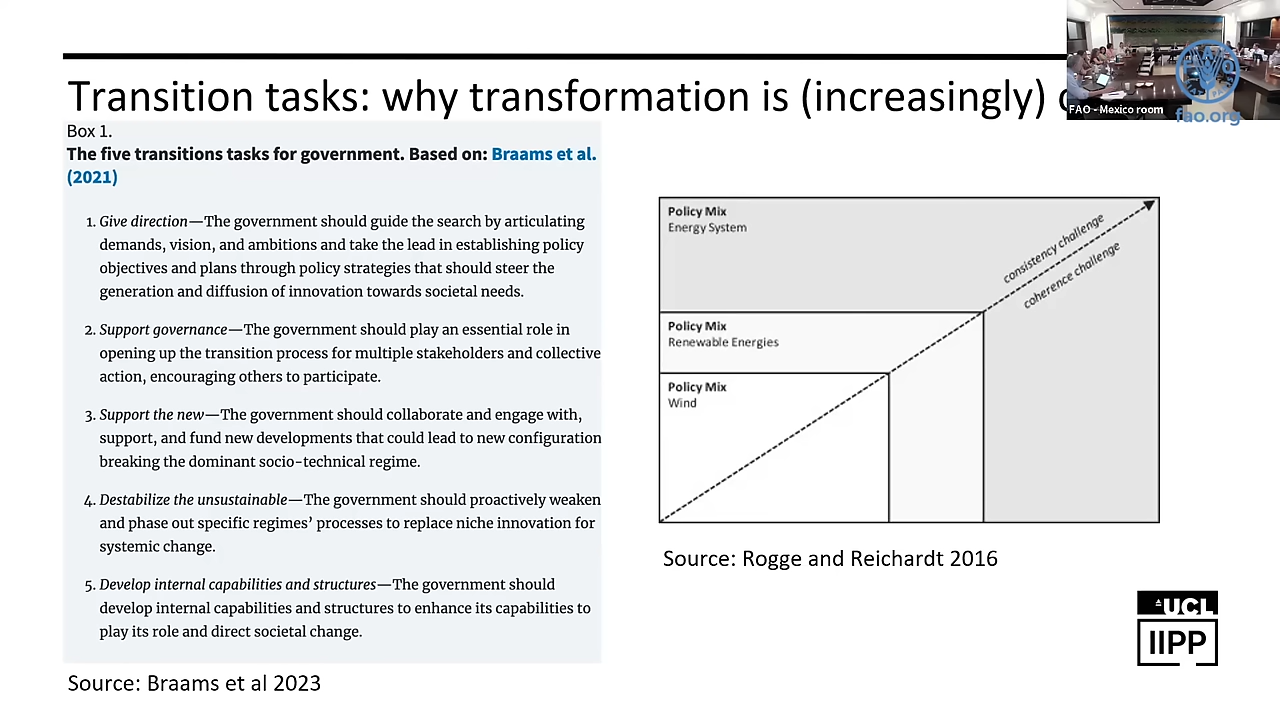 Transition tasks: why transformation is (increasingly)
FAO - Mexico room
fao.org
Box 1.
The five transitions tasks for government. Based on: Braams et al.
(2021)
1. Give direction—The government should guide the search by articulating
demands, vision, and ambitions and take the lead in establishing policy
objectives and plans through policy strategies that should steer the
generation and diffusion of innovation towards societal needs.
2. Support governance—The government should play an essential role in
opening up the transition process for multiple stakeholders and collective
action, encouraging others to participate.
3. Support the new—The government should collaborate and engage with,
support, and fund new developments that could lead to new configuration
breaking the dominant socio-technical regime.
4. Destabilize the unsustainable—The government should proactively weaken
and phase out specific regimes’ processes to replace niche innovation for
systemic change.
5. Develop internal capabilities and structures—The government should
develop internal capabilities and structures to enhance its capabilities to
play its role and direct societal change.
Source: Braams et al 2023
Policy Mix
Energy System
consistency challenge
coherence challenge
Policy Mix
Renewable Energies
Policy Mix
Wind
Source: Rogge and Reichardt 2016
UCL
IIPP